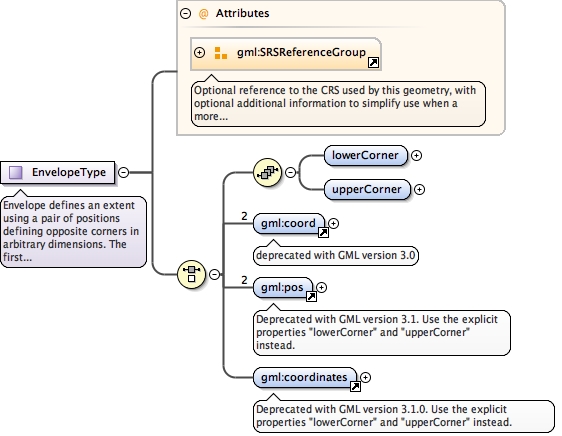 @ Attributes
gml:SRSReferenceGroup
Optional reference to the CRS used by this geometry, with
optional additional information to simplify use when a
more...
EnvelopeType
Envelope defines an extent
using a pair of positions
defining opposite corners in
arbitrary dimensions. The
first...
lowerCorner
upperCorner
2
gml:coord
deprecated with GML version 3.0
2
gml:pos
Deprecated with GML version 3.1. Use the explicit
properties "lowerCorner" and "upperCorner"
instead.
gml:coordinates
Deprecated with GML version 3.1.0. Use the explicit
properties "lowerCorner" and "upperCorner" instead.